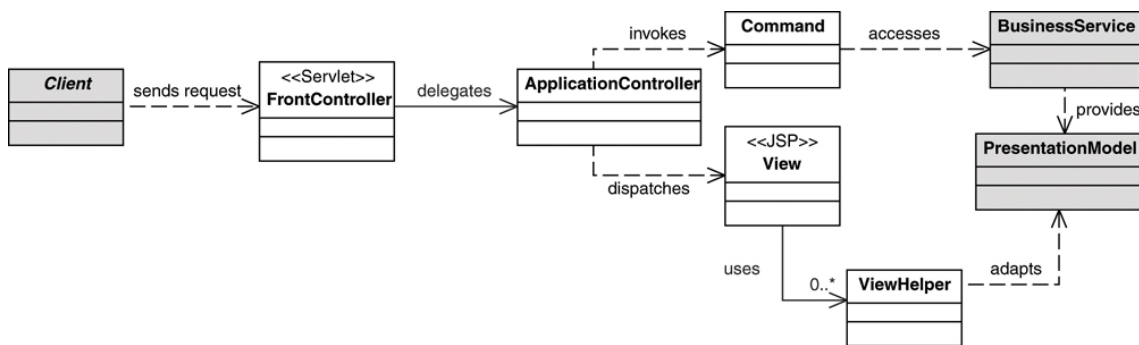 Client
sends request
<<Servlet>>
FrontController
delegates
ApplicationController
invokes
Command
accesses
BusinessService
provides
PresentationModel
dispatches
<<JSP>>
View
uses
0..*
ViewHelper
adapts